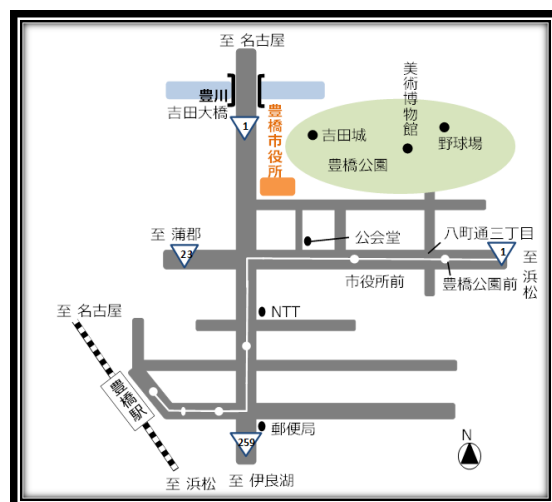 至 名古屋
豊川
吉田大橋
1
豊橋市役所
美術博物館
吉田城
野球場
豊橋公園
至 蒲郡
23
公会堂
八町通三丁目
1
至 浜松
市役所前
豊橋公園前
至 名古屋
NTT
豊橋駅
郵便局
259
N
至 浜松
至 伊良湖